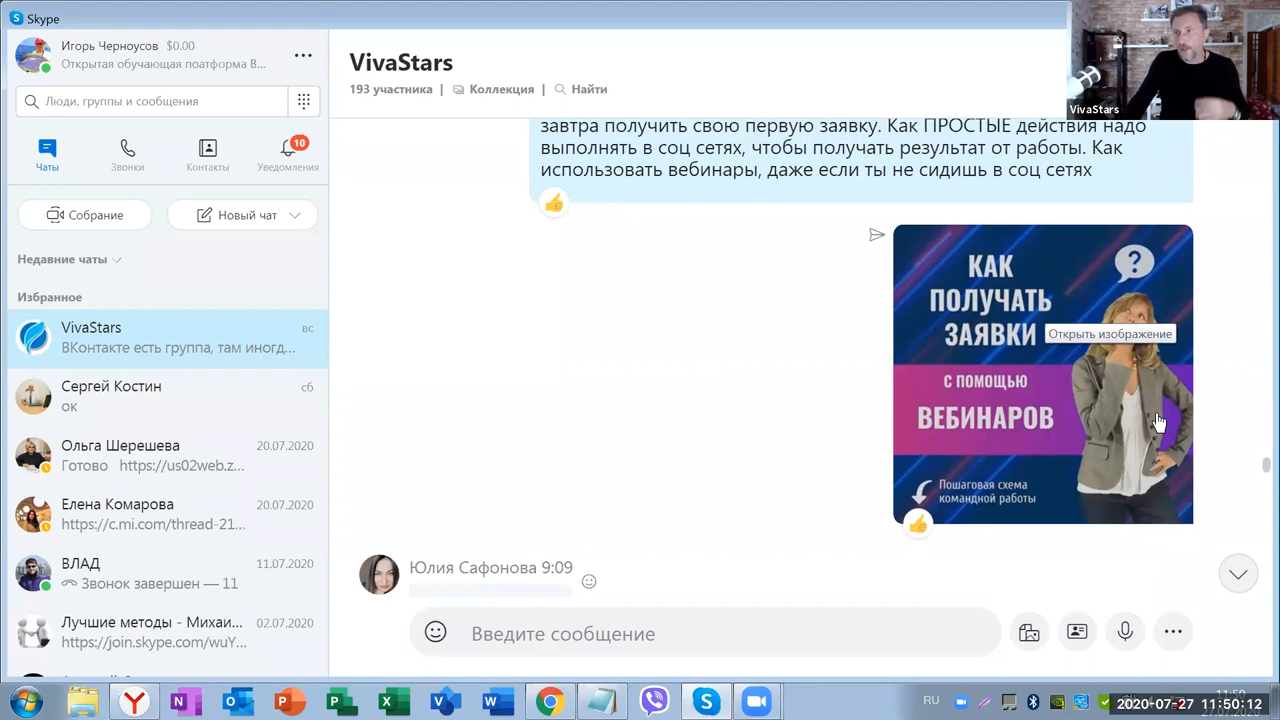 Skype
Игорь Черноусов $0.00
Открытая обучающая поатформа В...
Люди, группы и сообщения
10
Чаты
Звонки
Контакты
Уведомления
Собрание
Новый чат
Недавние чаты
Избранное
VivaStars вс
ВКонтакте есть группа, там иногд...
Сергей Костин сб
ок
Ольга Шерешева 20.07.2020
Готово https://us02web.z...
Елена Комарова 20.07.2020
https://c.mi.com/thread-21...
ВЛАД 11.07.2020
Звонок завершен — 11
Лучшие методы - Михаи... 02.07.2020
https://join.skype.com/wuY...
VivaStars
193 участника | Коллекция | Найти
VivaStars
завтра получить свою первую заявку. Как ПРОСТЫЕ действия надо
выполнять в соц сетях, чтобы получать результат от работы. Как
использовать вебинары, даже если ты не сидишь в соц сетях
?
КАК
ПОЛУЧАТЬ
ЗАЯВКИ
Открыть изображение
С ПОМОЩЬЮ
ВЕБИНАРОВ
Пошаговая схема
командной работы
Юлия Сафонова 9:09
Введите сообщение
RU
2020-07-27 11:50:12